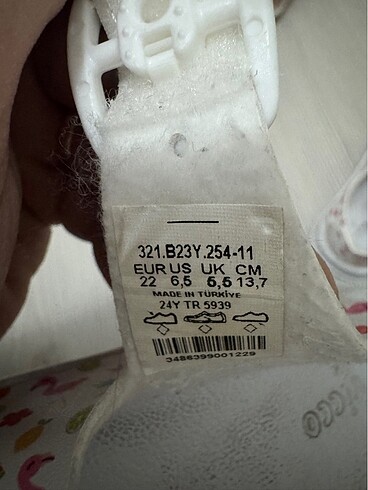 321.B23Y.254-11
EUR US UK CM
22 6,5 5,5 13,7
MADE IN TÜRKİYE
24Y TR 5939
3486399001229